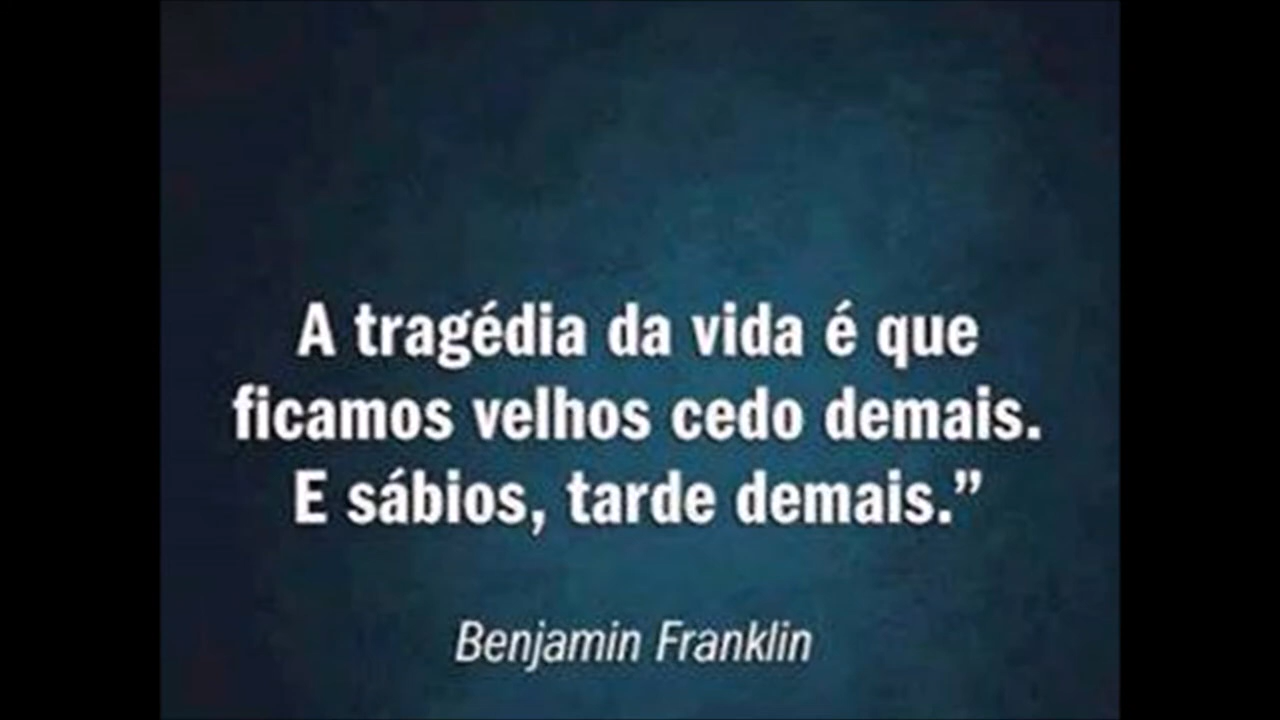 A tragédia da vida é que
ficamos velhos cedo demais.
E sábios, tarde demais.”
Benjamin Franklin